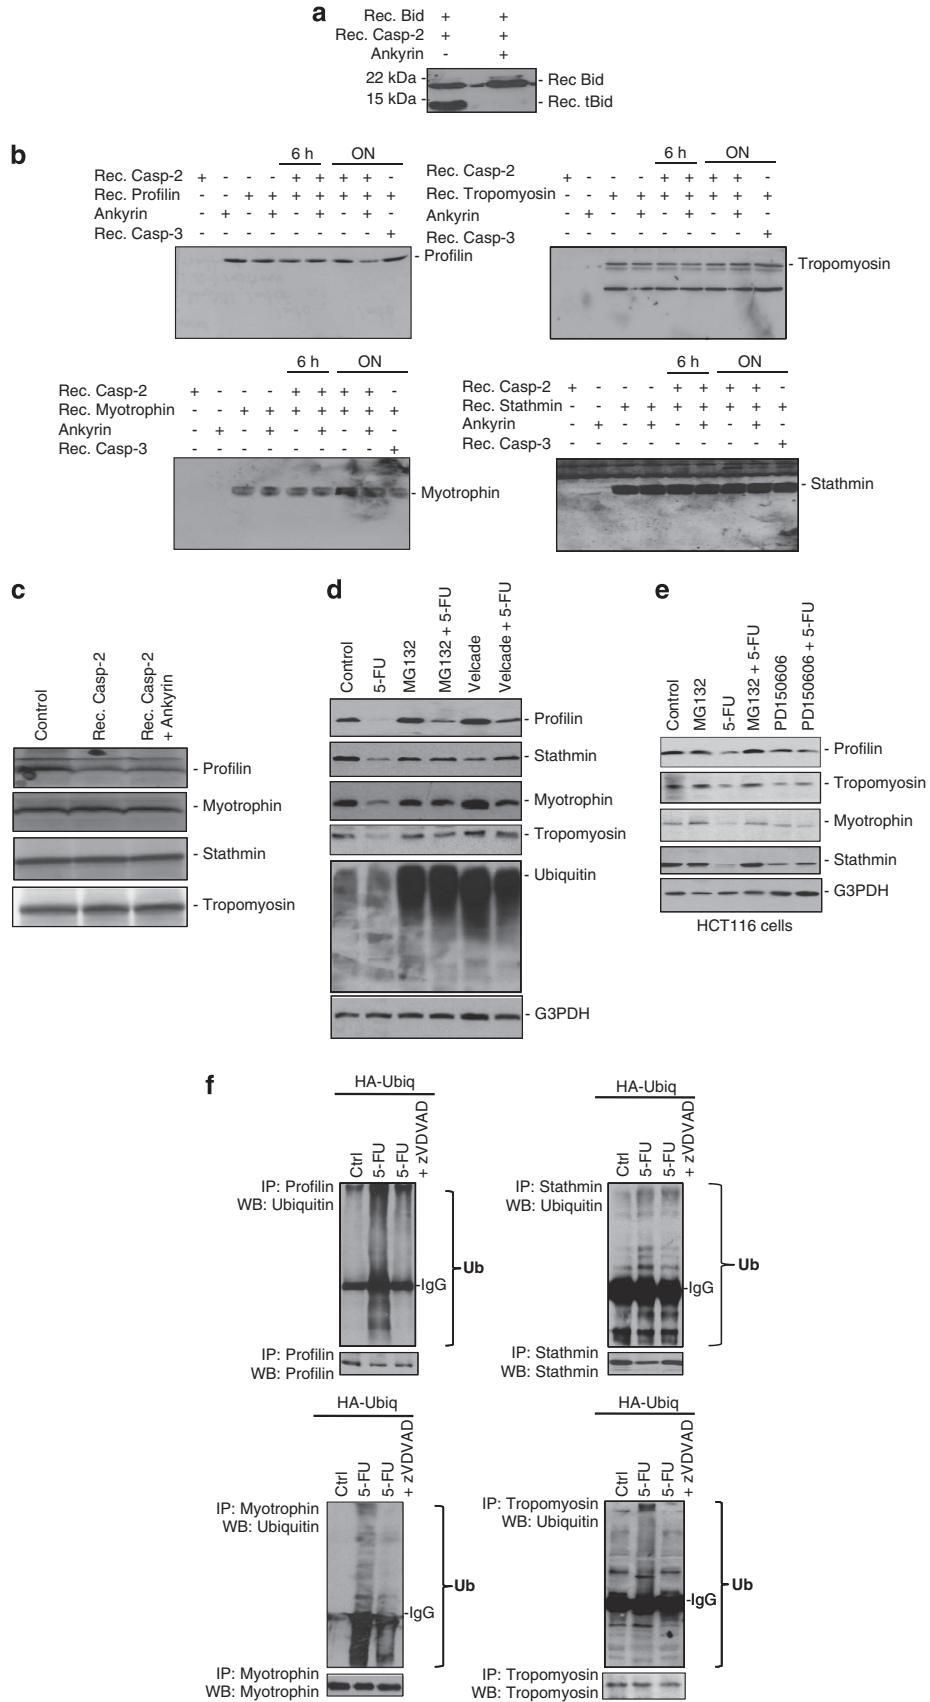 a
Rec. Bid + +
Rec. Casp-2 + +
Ankyrin - +
22 kDa - - Rec Bid
15 kDa - - Rec. tBid
b
6 h ON
Rec. Casp-2 + - - - + + + + -
Rec. Profilin - - + + + + + + +
Ankyrin - + - + - + - + -
Rec. Casp-3 - - - - - - - - +
- Profilin
6 h ON
Rec. Casp-2 + - - - + + + + -
Rec. Tropomyosin - - + + + + + + +
Ankyrin - + - + - + - + -
Rec. Casp-3 - - - - - - - - +
- Tropomyosin
6 h ON
Rec. Casp-2 + - - - + + + + -
Rec. Myotrophin - - + + + + + + +
Ankyrin - + - + - + - + -
Rec. Casp-3 - - - - - - - - +
- Myotrophin
6 h ON
Rec. Casp-2 + - - - + + + + -
Rec. Stathmin - - + + + + + + +
Ankyrin - + - + - + - + -
Rec. Casp-3 - - - - - - - - +
- Stathmin
c
Control
Rec. Casp-2
Rec. Casp-2
+ Ankyrin
- Profilin
- Myotrophin
- Stathmin
- Tropomyosin
d
Control
5-FU
MG132
MG132 + 5-FU
Velcade
Velcade + 5-FU
- Profilin
- Stathmin
- Myotrophin
- Tropomyosin
- Ubiquitin
- G3PDH
e
Control
MG132
5-FU
MG132 + 5-FU
PD150606
PD150606 + 5-FU
- Profilin
- Tropomyosin
- Myotrophin
- Stathmin
- G3PDH
HCT116 cells
f
HA-Ubiq
Ctrl
5-FU
5-FU
+ zVDVAD
IP: Profilin
WB: Ubiquitin
Ub
-IgG
IP: Profilin
WB: Profilin
HA-Ubiq
Ctrl
5-FU
5-FU
+ zVDVAD
IP: Stathmin
WB: Ubiquitin
Ub
-IgG
IP: Stathmin
WB: Stathmin
HA-Ubiq
Ctrl
5-FU
5-FU
+ zVDVAD
IP: Myotrophin
WB: Ubiquitin
Ub
-IgG
IP: Myotrophin
WB: Myotrophin
HA-Ubiq
Ctrl
5-FU
5-FU
+ zVDVAD
IP: Tropomyosin
WB: Ubiquitin
Ub
-IgG
IP: Tropomyosin
WB: Tropomyosin